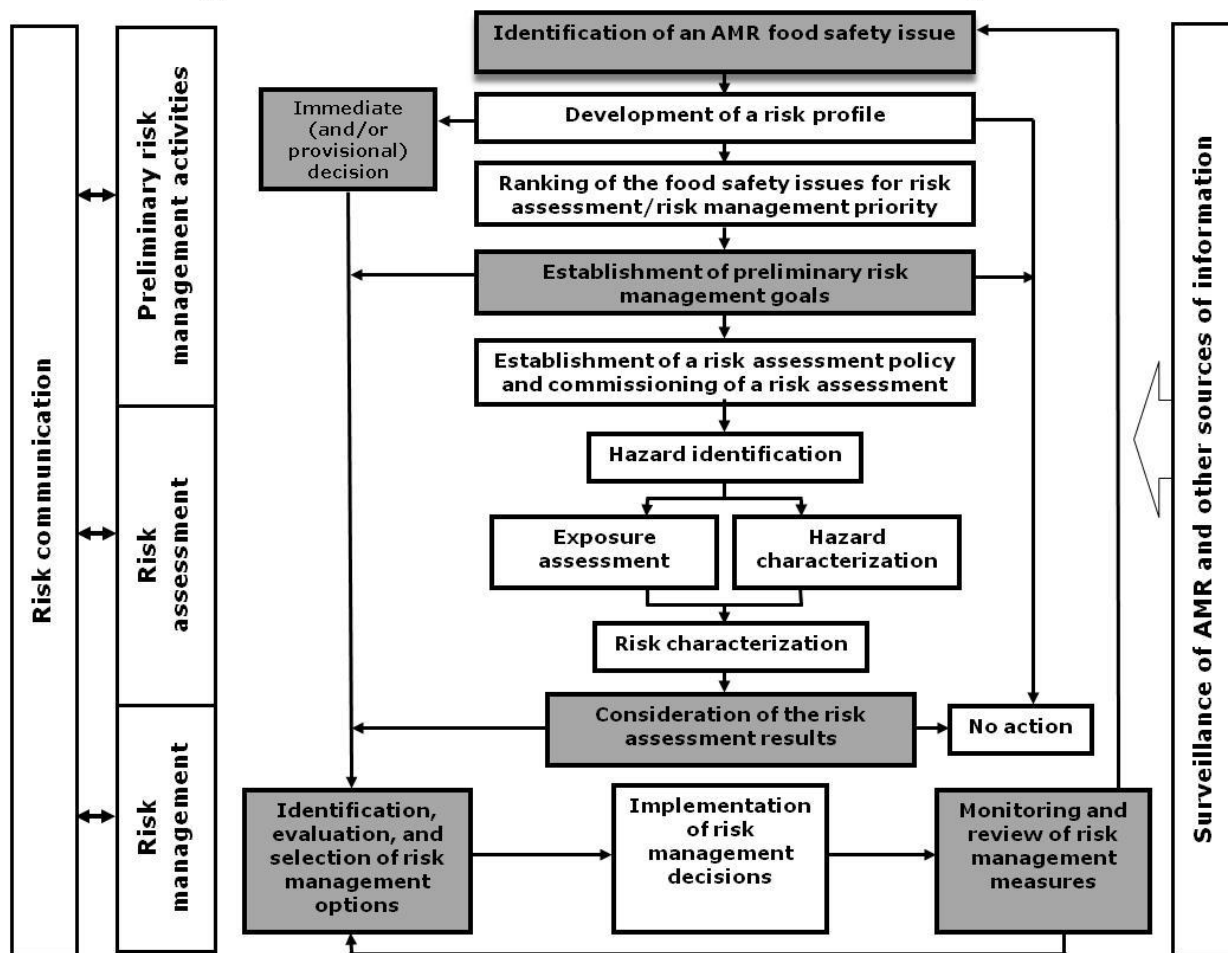 Risk communication
Preliminary risk
management activities
Risk
assessment
Risk
management
Identification of an AMR food safety issue
Immediate
(and/or
provisional)
decision
Development of a risk profile
Ranking of the food safety issues for risk
assessment/risk management priority
Establishment of preliminary risk
management goals
Establishment of a risk assessment policy
and commissioning of a risk assessment
Hazard identification
Exposure
assessment
Hazard
characterization
Risk characterization
Consideration of the risk
assessment results
No action
Identification,
evaluation, and
selection of risk
management
options
Implementation
of risk
management
decisions
Monitoring and
review of risk
management
measures
Surveillance of AMR and other sources of information